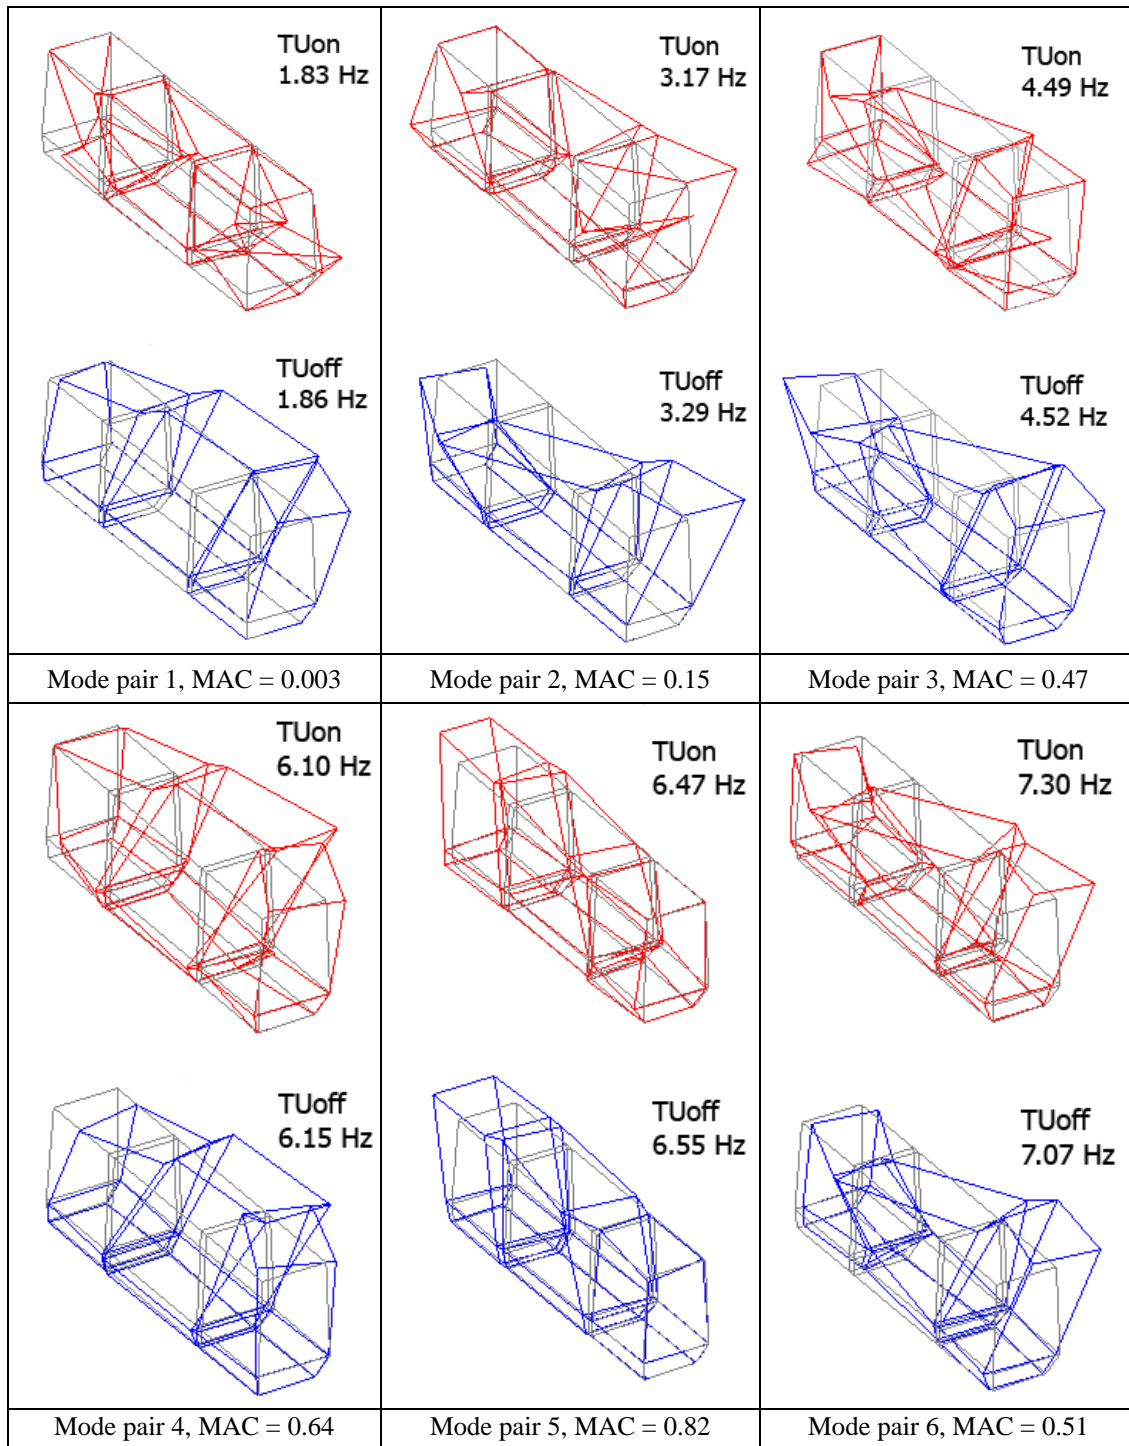 TUon
1.83 Hz
TUon
3.17 Hz
TUon
4.49 Hz
TUoff
1.86 Hz
TUoff
3.29 Hz
TUoff
4.52 Hz
Mode pair 1, MAC = 0.003
Mode pair 2, MAC = 0.15
Mode pair 3, MAC = 0.47
TUon
6.10 Hz
TUon
6.47 Hz
TUon
7.30 Hz
TUoff
6.15 Hz
TUoff
6.55 Hz
TUoff
7.07 Hz
Mode pair 4, MAC = 0.64
Mode pair 5, MAC = 0.82
Mode pair 6, MAC = 0.51